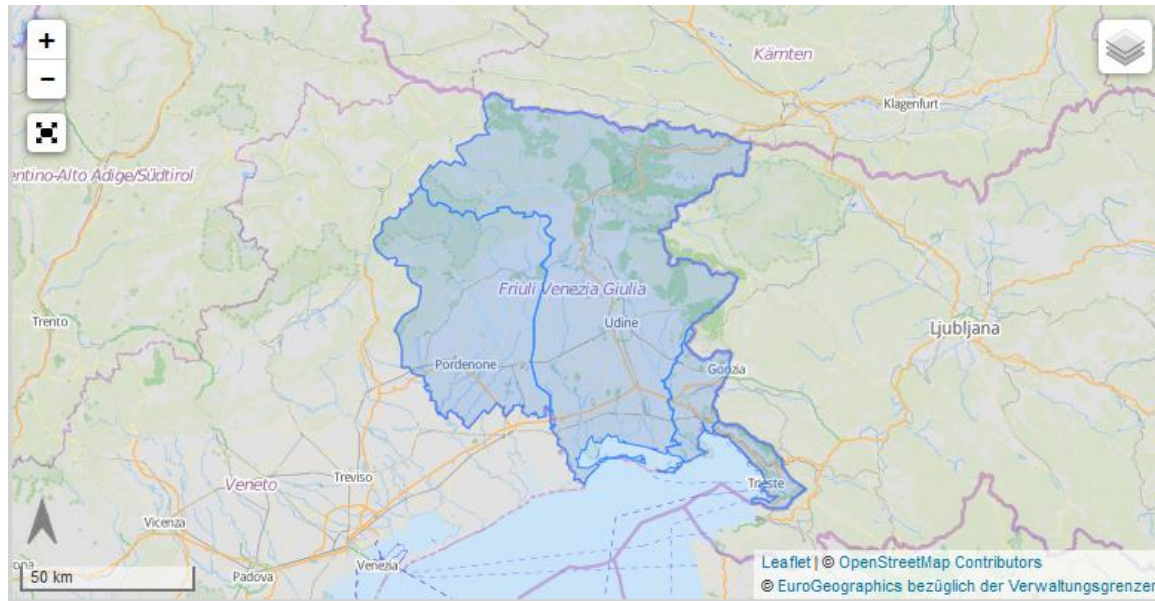 +
−
Kärnten
Klagenfurt
entino-Alto Adige/Südtirol
Friuli Venezia Giulia
Trento
Udine
Ljubljana
Pordenone
Gorizia
Treviso
Veneto
Trieste
Vicenza
ona
Padova
Venezia
50 km
Leaflet | © OpenStreetMap Contributors
© EuroGeographics bezüglich der Verwaltungsgrenzen